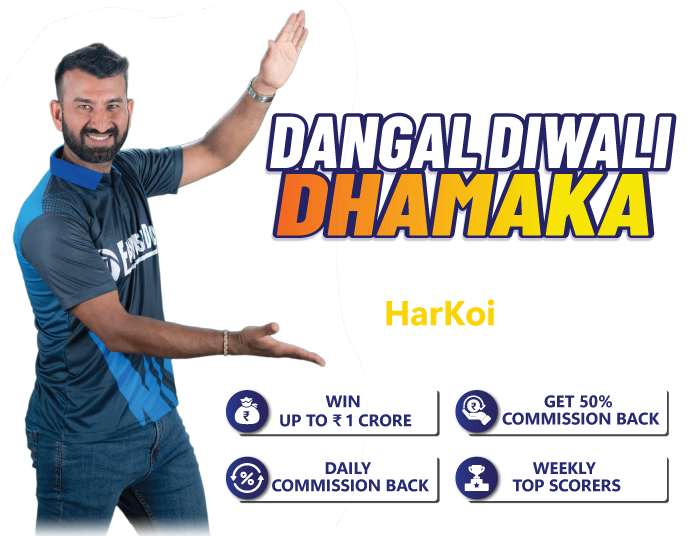 DANGAL DIWALI
DHAMAKA
HarKoi
WIN
UP TO ₹ 1 CRORE
GET 50%
COMMISSION BACK
DAILY
COMMISSION BACK
WEEKLY
TOP SCORERS